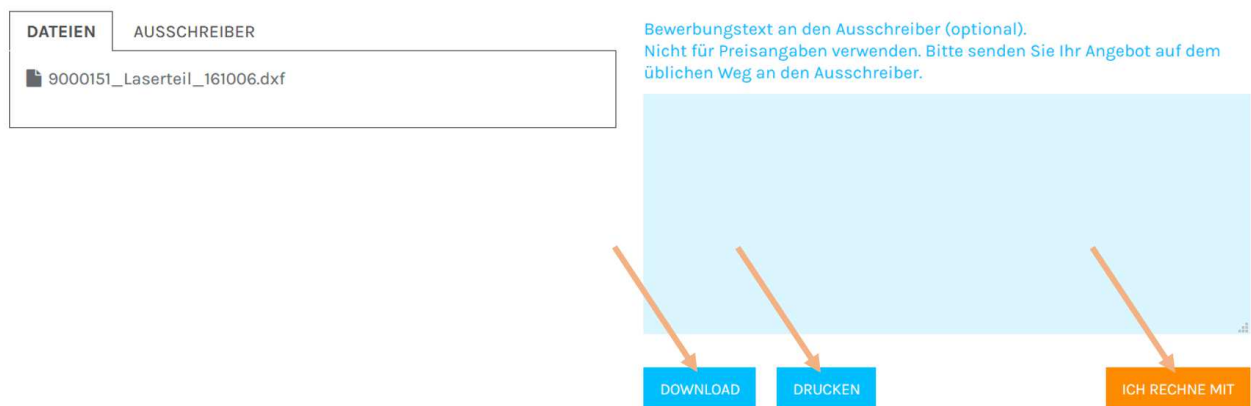 DATEIEN
AUSSCHREIBER
9000151_Laserteil_161006.dxf
Bewerbungstext an den Ausschreiber (optional).
Nicht für Preisangaben verwenden. Bitte senden Sie Ihr Angebot auf dem
üblichen Weg an den Ausschreiber.
DOWNLOAD
DRUCKEN
ICH RECHNE MIT